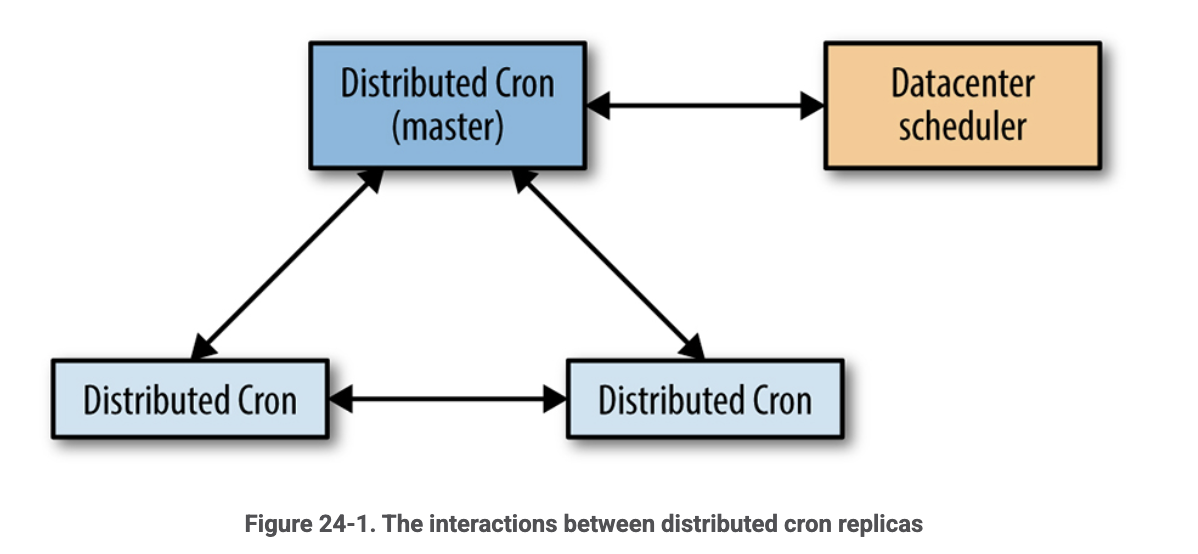 Distributed Cron
(master)
Datacenter
scheduler
Distributed Cron
Distributed Cron
Figure 24-1. The interactions between distributed cron replicas